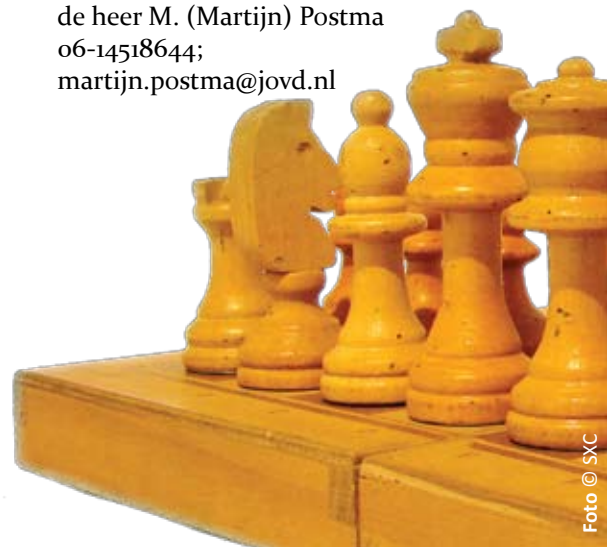 de heer M. (Martijn) Postma
06-14518644;
martijn.postma@jovd.nl
Foto © SXC